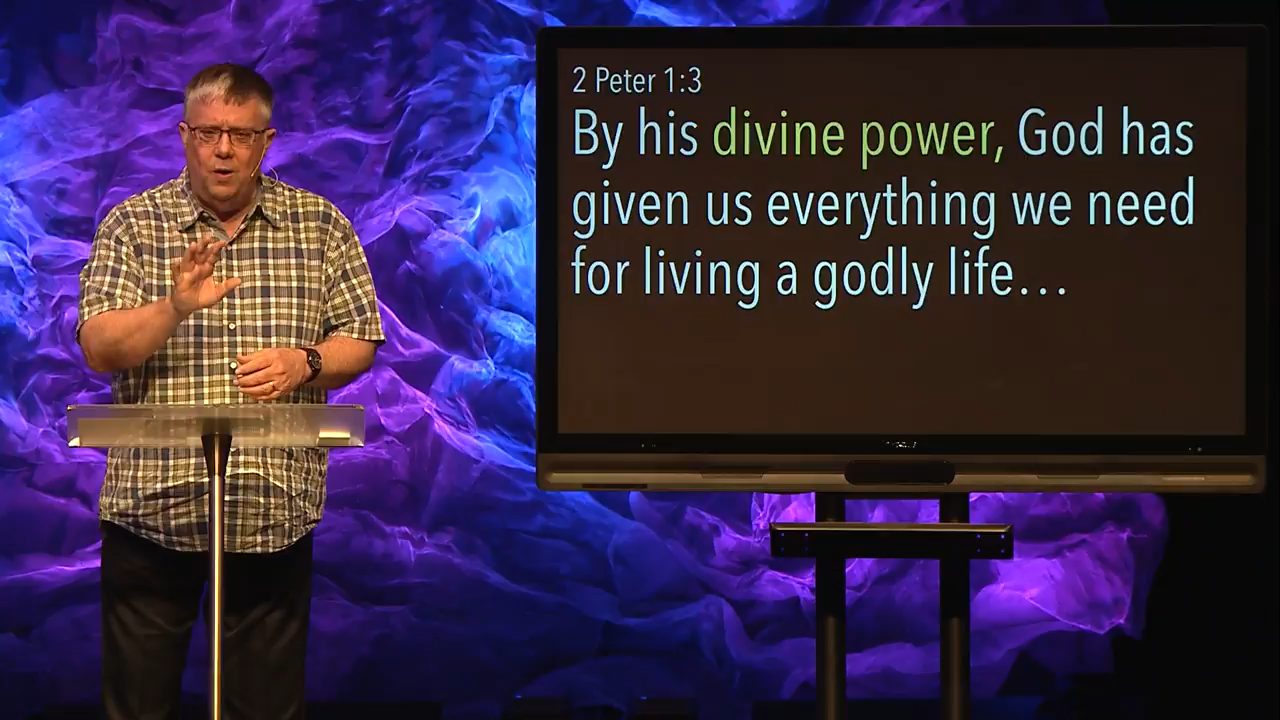 2 Peter 1:3
By his divine power, God has
given us everything we need
for living a godly life…